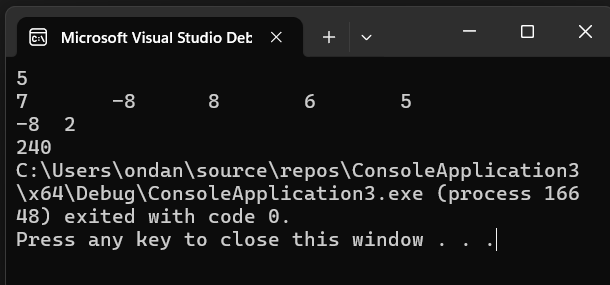 Microsoft Visual Studio Deb
5
7 -8 8 6 5
-8 2
240
C:\Users\ondan\source\repos\ConsoleApplication3
\x64\Debug\ConsoleApplication3.exe (process 166
48) exited with code 0.
Press any key to close this window . . .